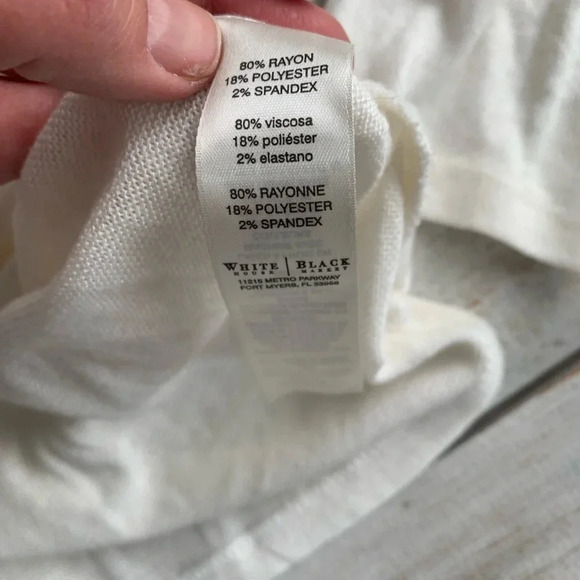 80% RAYON
18% POLYESTER
2% SPANDEX
80% viscosa
18% poliéster
2% elastano
80% RAYONNE
18% POLYESTER
2% SPANDEX
WHITE HOUSE | BLACK MARKET
11215 METRO PARKWAY
FORT MYERS, FL 33966